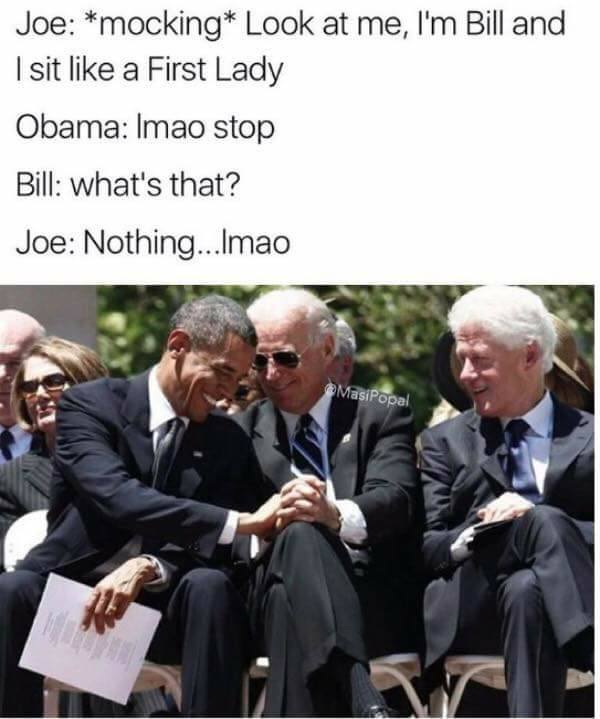 Joe: *mocking* Look at me, I'm Bill and
I sit like a First Lady
Obama: lmao stop
Bill: what's that?
Joe: Nothing...lmao
@MasiPopal